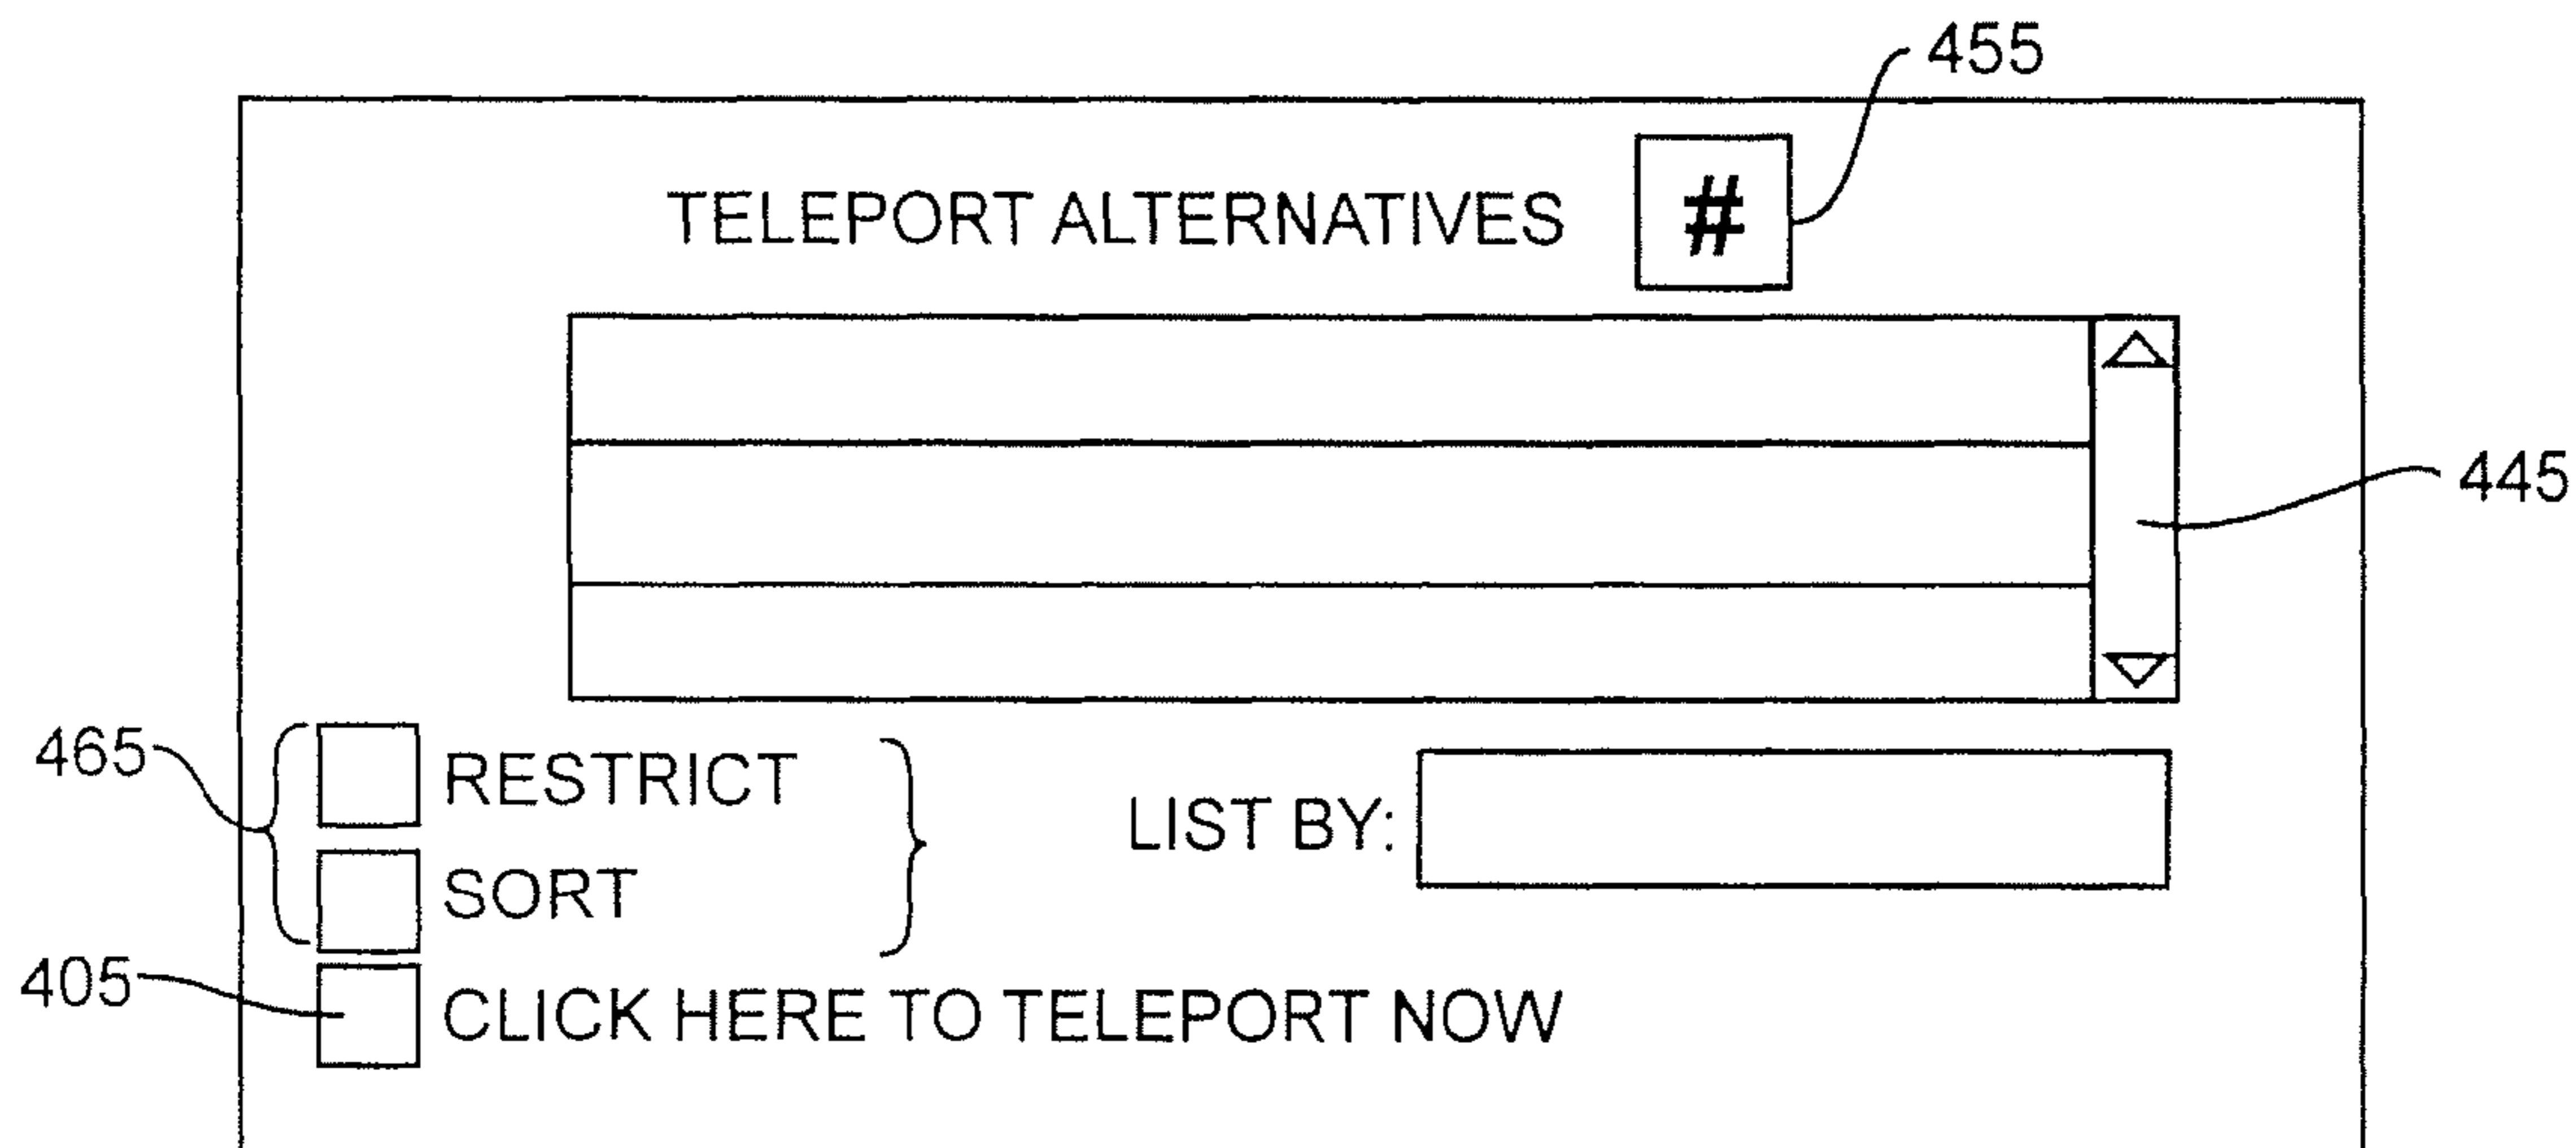 455
TELEPORT ALTERNATIVES #
445
465 RESTRICT
LIST BY:
SORT
405 CLICK HERE TO TELEPORT NOW